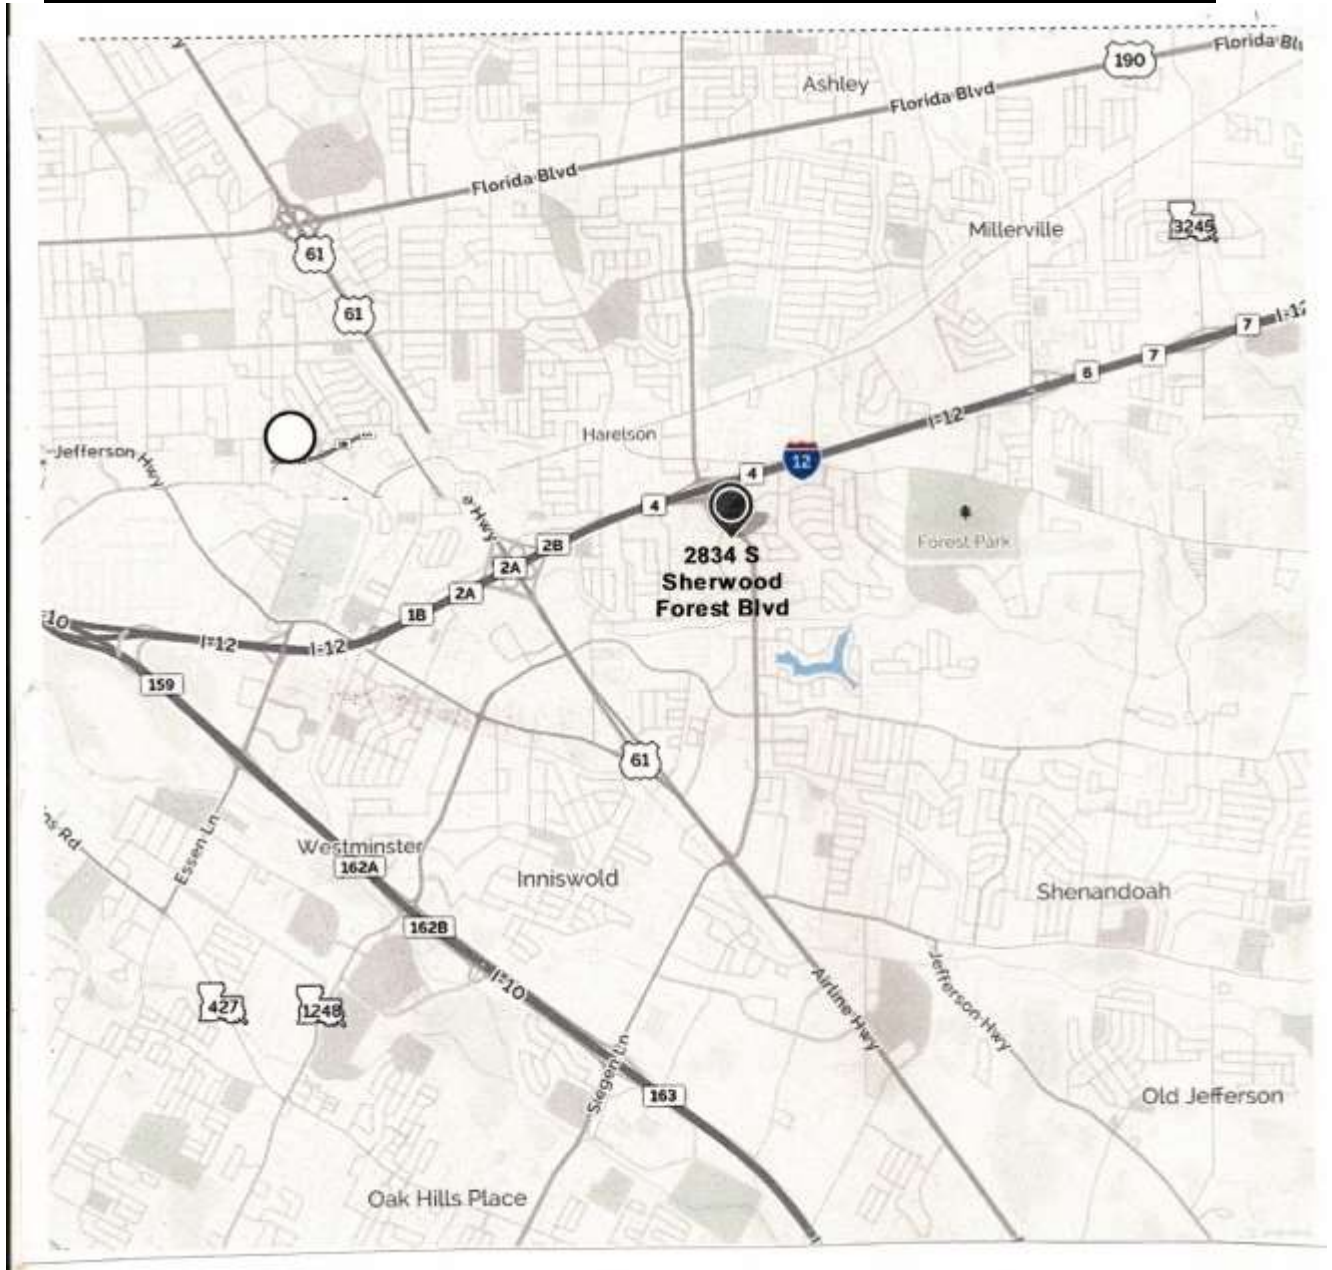 Florida Blvd
190
Ashley
Florida Blvd
Florida Blvd
Millerville
3245
61
61
7
I-12
7
6
I-12
Harelson
Jefferson Hwy
12
4
4
Forest Park
a Hwy
2B
2A
2A
1B
2834 S
Sherwood
Forest Blvd
I-12
I-12
159
61
Essen Ln
Westminster
162A
Inniswold
Shenandoah
162B
I-10
427
1248
Airline Hwy
Jefferson Hwy
Siegen Ln
163
Old Jefferson
Oak Hills Place